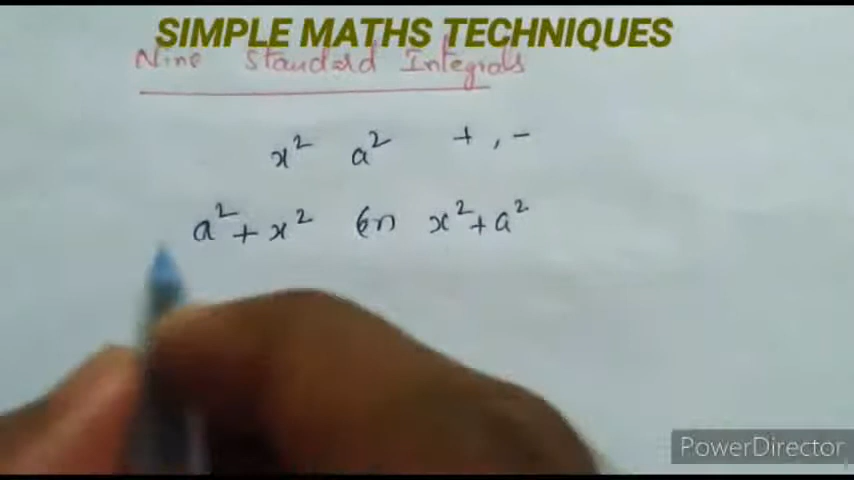 SIMPLE MATHS TECHNIQUES
Nine Standard Integrals
x² a² +, -
a² + x² (or) x² + a²
PowerDirector